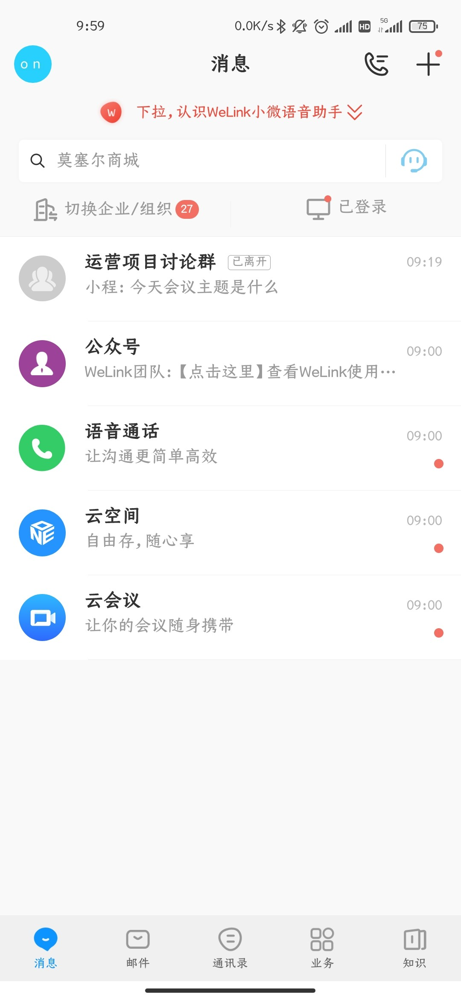 9:59 0.0K/s HD 5G 75
on 消息
W 下拉，认识WeLink小微语音助手
莫塞尔商城
切换企业/组织 27 已登录
运营项目讨论群 已离开 09:19
小程：今天会议主题是什么
公众号 09:00
WeLink团队：【点击这里】查看WeLink使用…
语音通话 09:00
让沟通更简单高效
云空间 09:00
自由存，随心享
NE
云会议 09:00
让你的会议随身携带
消息 邮件 通讯录 业务 知识